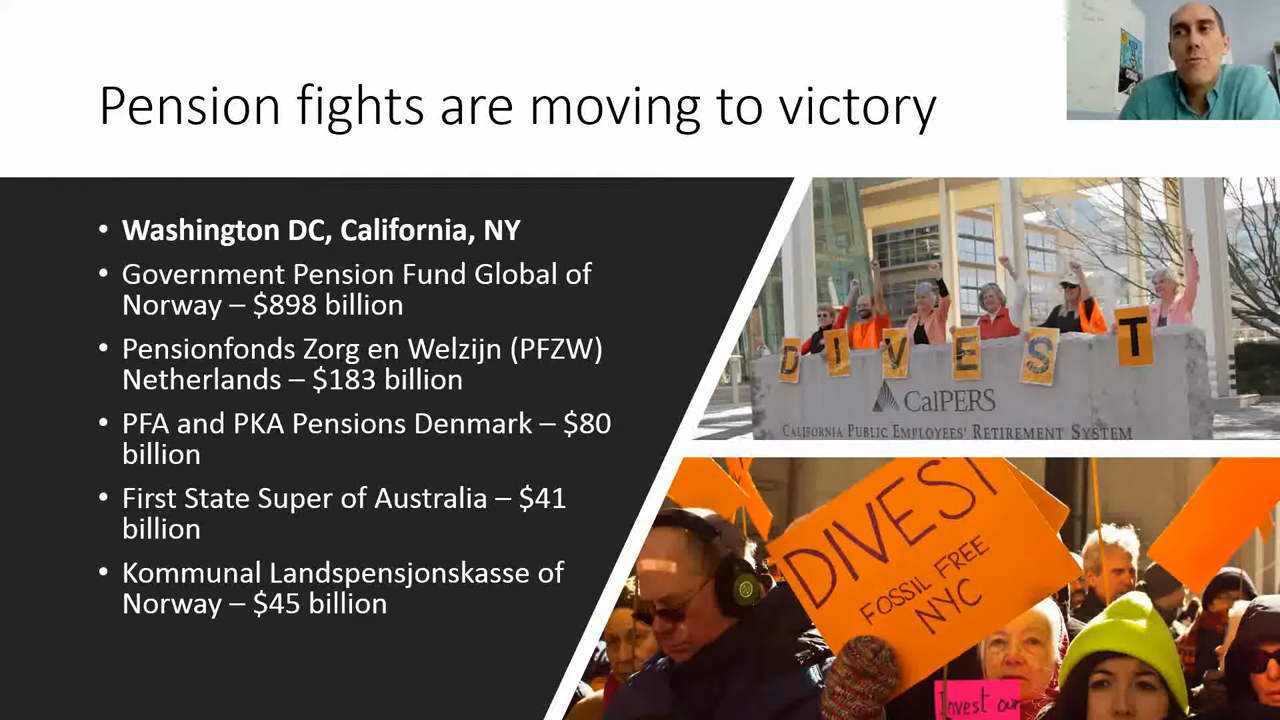 Pension fights are moving to victory
• Washington DC, California, NY
• Government Pension Fund Global of
Norway – $898 billion
• Pensionfonds Zorg en Welzijn (PFZW)
Netherlands – $183 billion
• PFA and PKA Pensions Denmark – $80
billion
• First State Super of Australia – $41
billion
• Kommunal Landspensjonskasse of
Norway – $45 billion
DIVEST
CalPERS
California Public Employees' Retirement System
DIVEST
FOSSIL FREE
NYC
Invest our